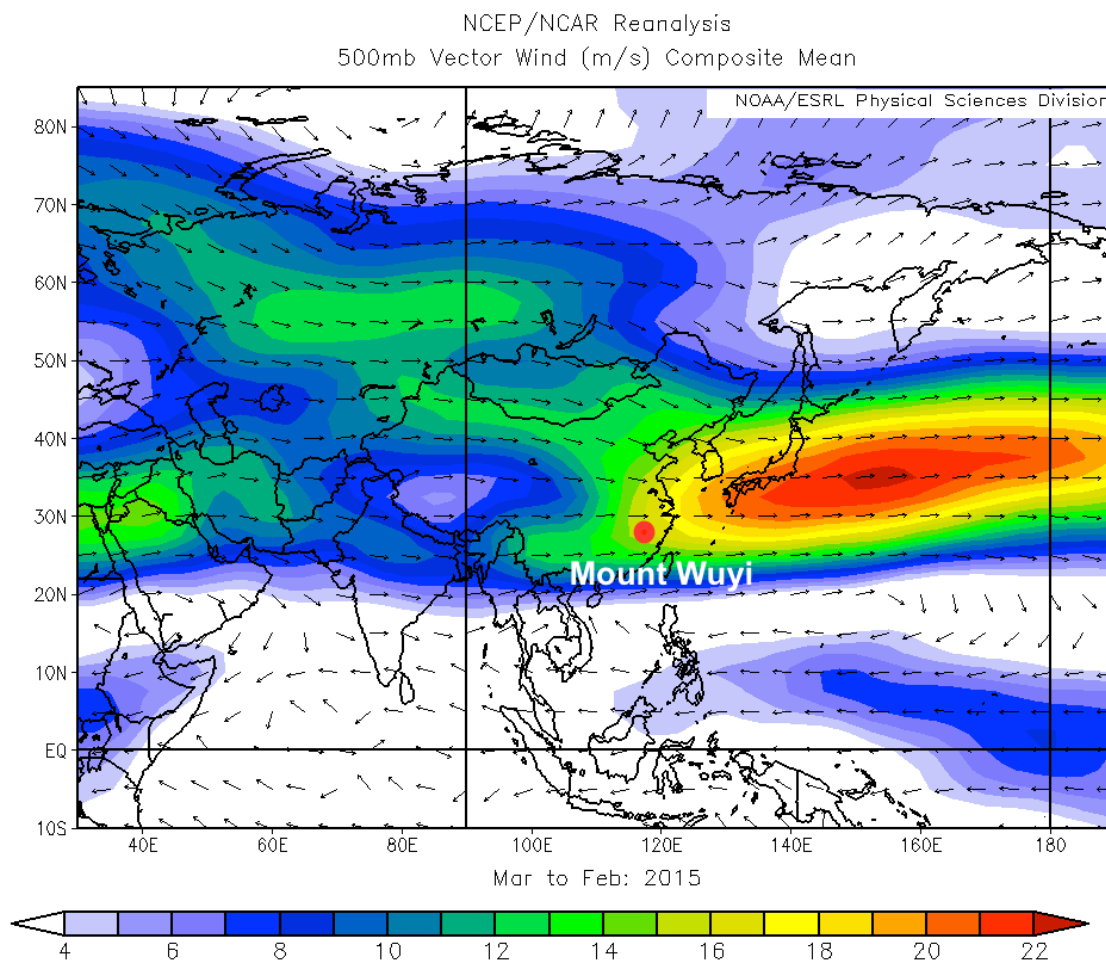 NCEP/NCAR Reanalysis
500mb Vector Wind (m/s) Composite Mean
NOAA/ESRL Physical Sciences Division
80N
70N
60N
50N
40N
30N
Mount Wuyi
20N
10N
EQ
10S
40E 60E 80E 100E 120E 140E 160E 180
Mar to Feb: 2015
4 6 8 10 12 14 16 18 20 22